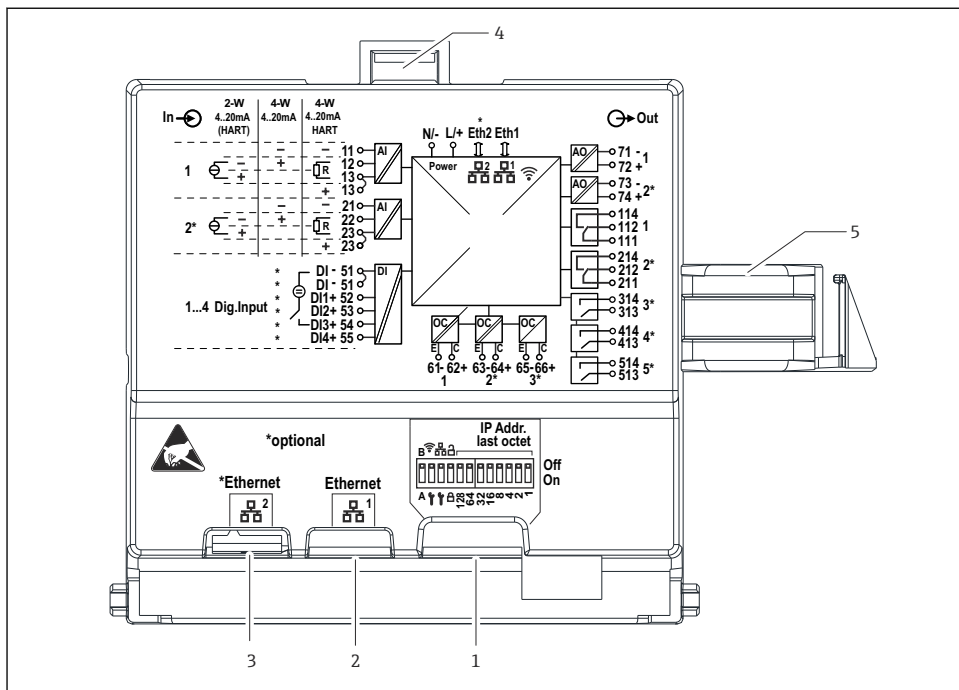 4
In 2-W 4-W 4-W
4..20mA 4..20mA 4..20mA
(HART) HART
Out
N/- L/+ * Eth2 Eth1
Power 2 1
1 - - - 11 AI
+ 12
+ R 13
+ 13
2* - - - 21 AI
+ 22
+ R 23
+ 23
1...4 Dig.Input
* DI - 51 DI
* DI - 51
* DI1+ 52
* DI2+ 53
* DI3+ 54
* DI4+ 55
AO 71 - 1
72 +
AO 73 - 2*
74 +
114
112 1
111
214
212 2*
211
314 3*
313
414 4*
413
514 5*
513
OC OC OC
E C E C E C
61- 62+ 63-64+ 65-66+
1 2* 3*
5
*optional
IP Addr.
last octet
B
Off
On
A 128 64 32 16 8 4 2 1
*Ethernet Ethernet
2 1
3 2 1